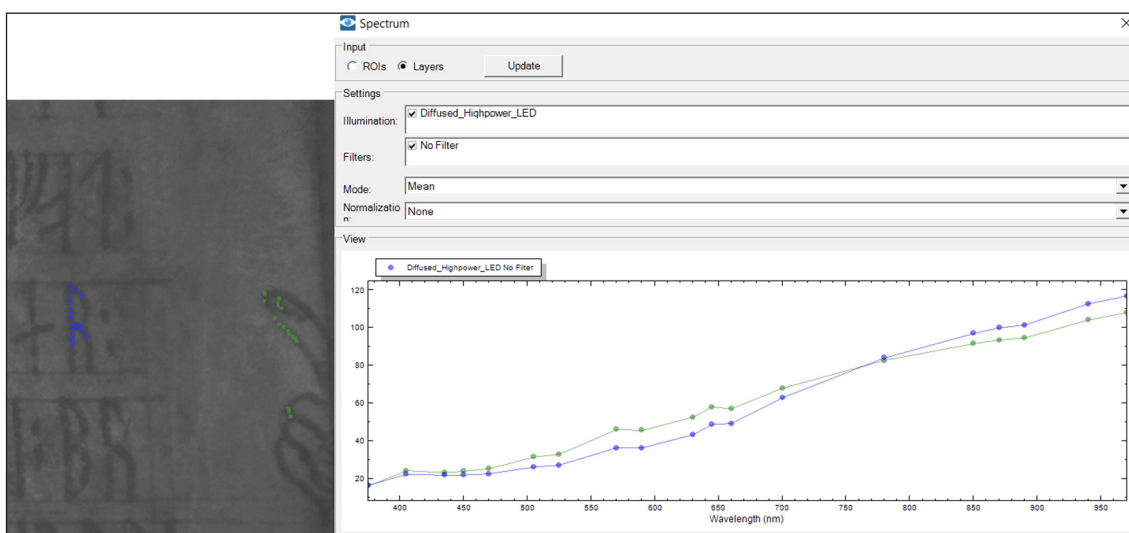 Spectrum
Input
ROIs
Layers
Update
Settings
Illumination:
Diffused_Highpower_LED
Filters:
No Filter
Mode:
Mean
Normalizatio
n:
None
View
Diffused_Highpower_LED No Filter
120
100
80
60
40
20
400 450 500 550 600 650 700 750 800 850 900 950
Wavelength (nm)